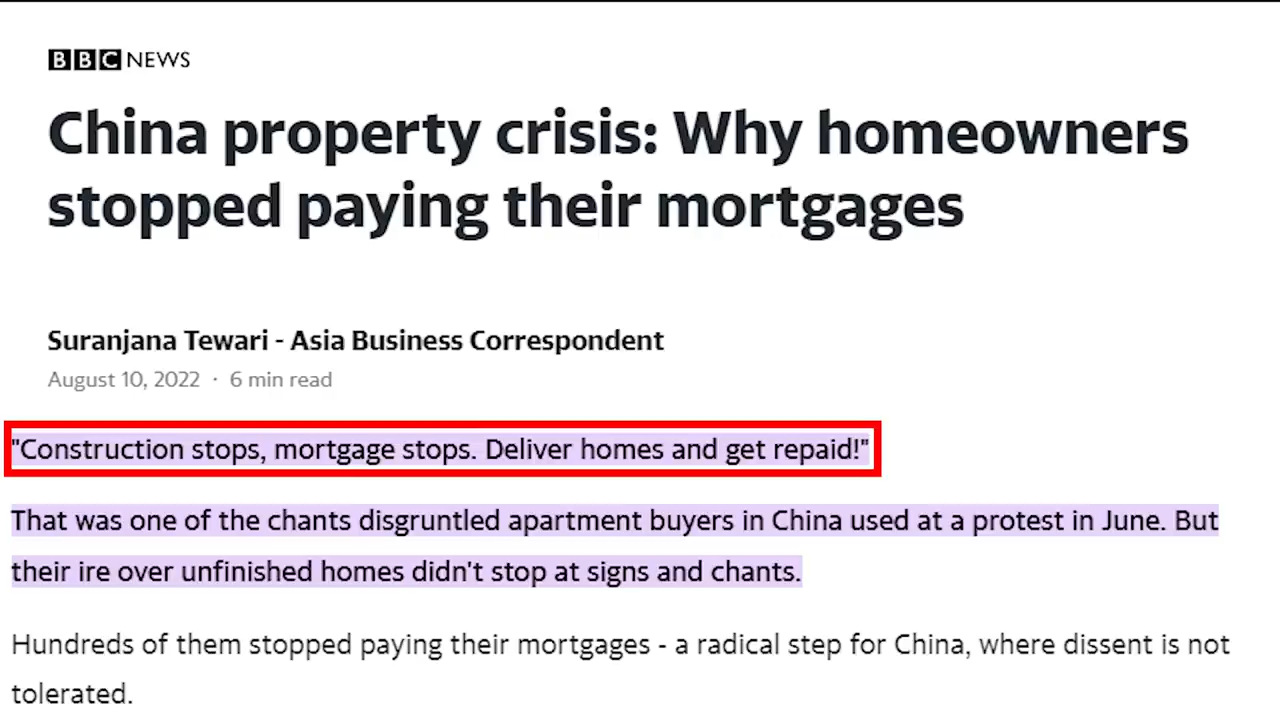 BBC NEWS
China property crisis: Why homeowners
stopped paying their mortgages
Suranjana Tewari - Asia Business Correspondent
August 10, 2022 · 6 min read
"Construction stops, mortgage stops. Deliver homes and get repaid!"
That was one of the chants disgruntled apartment buyers in China used at a protest in June. But
their ire over unfinished homes didn't stop at signs and chants.
Hundreds of them stopped paying their mortgages - a radical step for China, where dissent is not
tolerated.